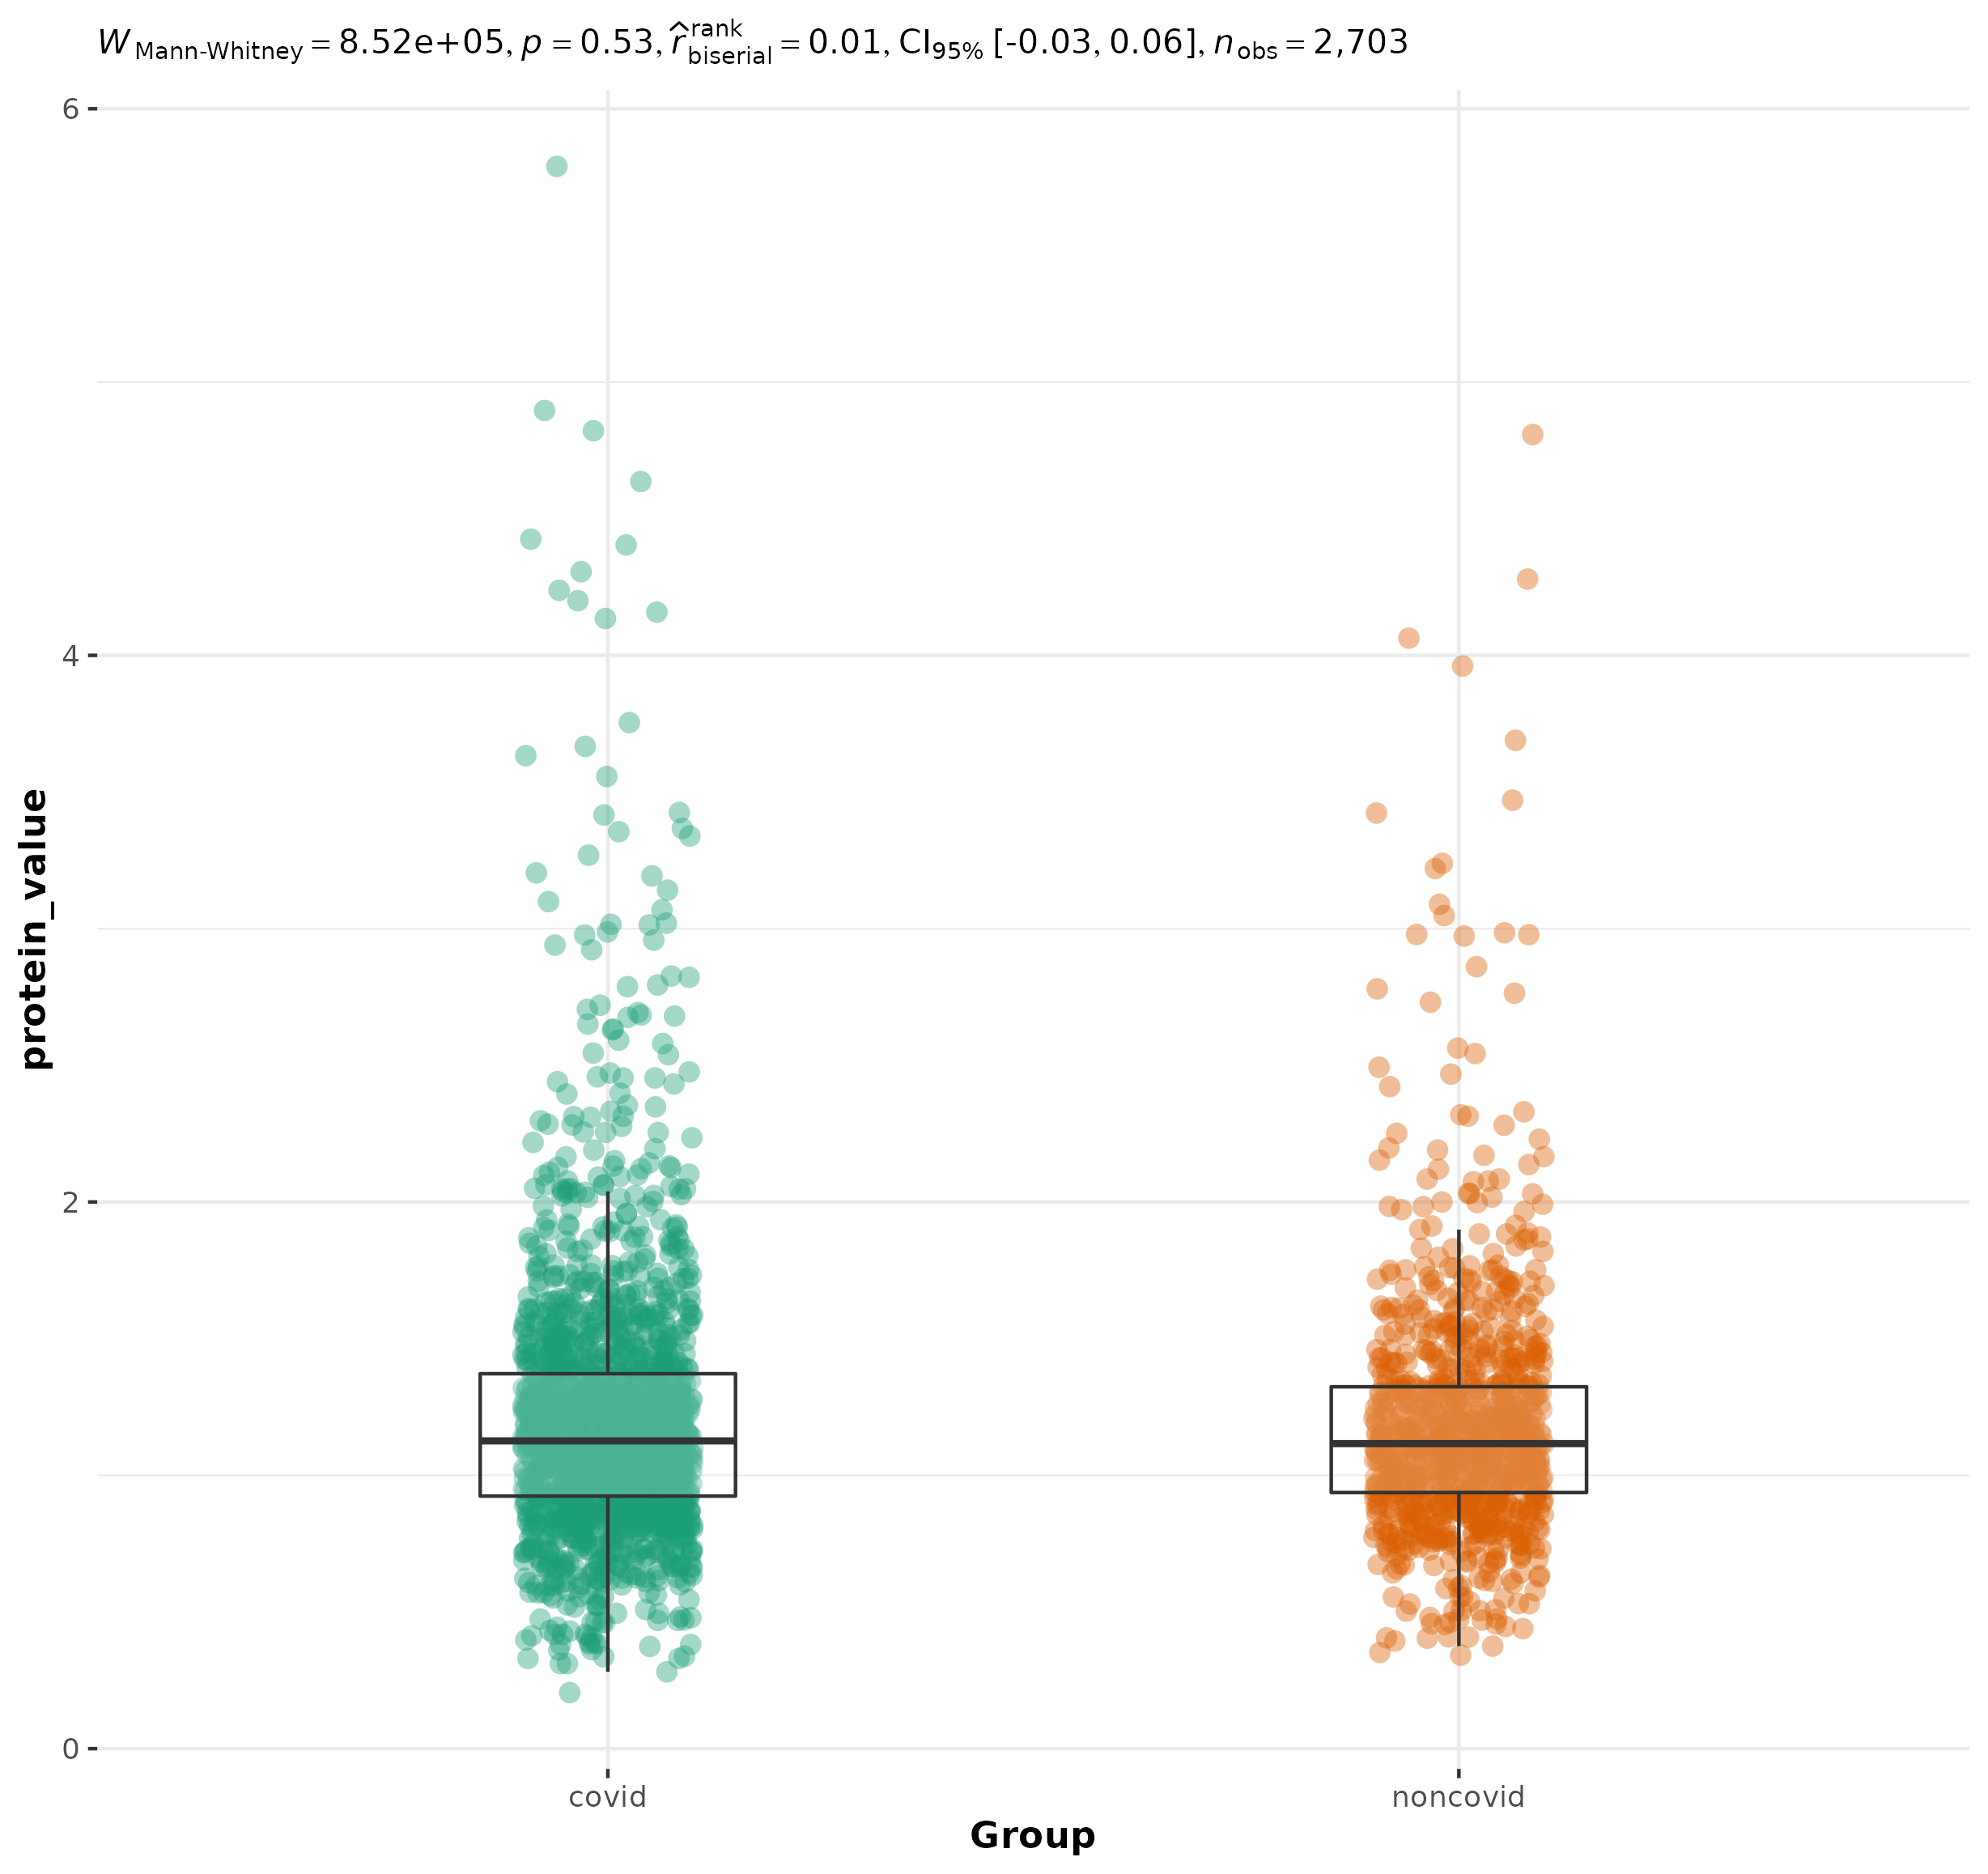 W Mann-Whitney = 8.52e+05, p = 0.53, r̂ rank biserial = 0.01, CI95% [-0.03, 0.06], nobs = 2,703
6
4
2
0
protein_value
covid noncovid
Group